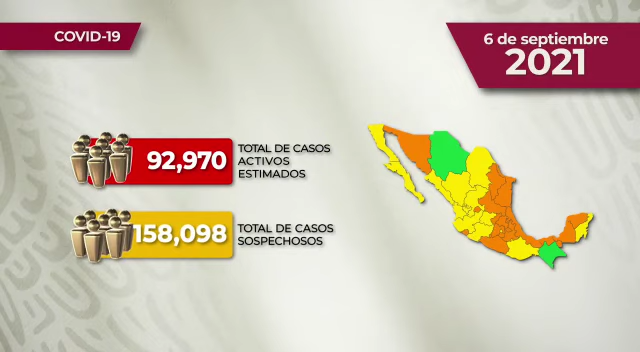 COVID-19
6 de septiembre
2021
92,970
TOTAL DE CASOS
ACTIVOS
ESTIMADOS
158,098
TOTAL DE CASOS
SOSPECHOSOS